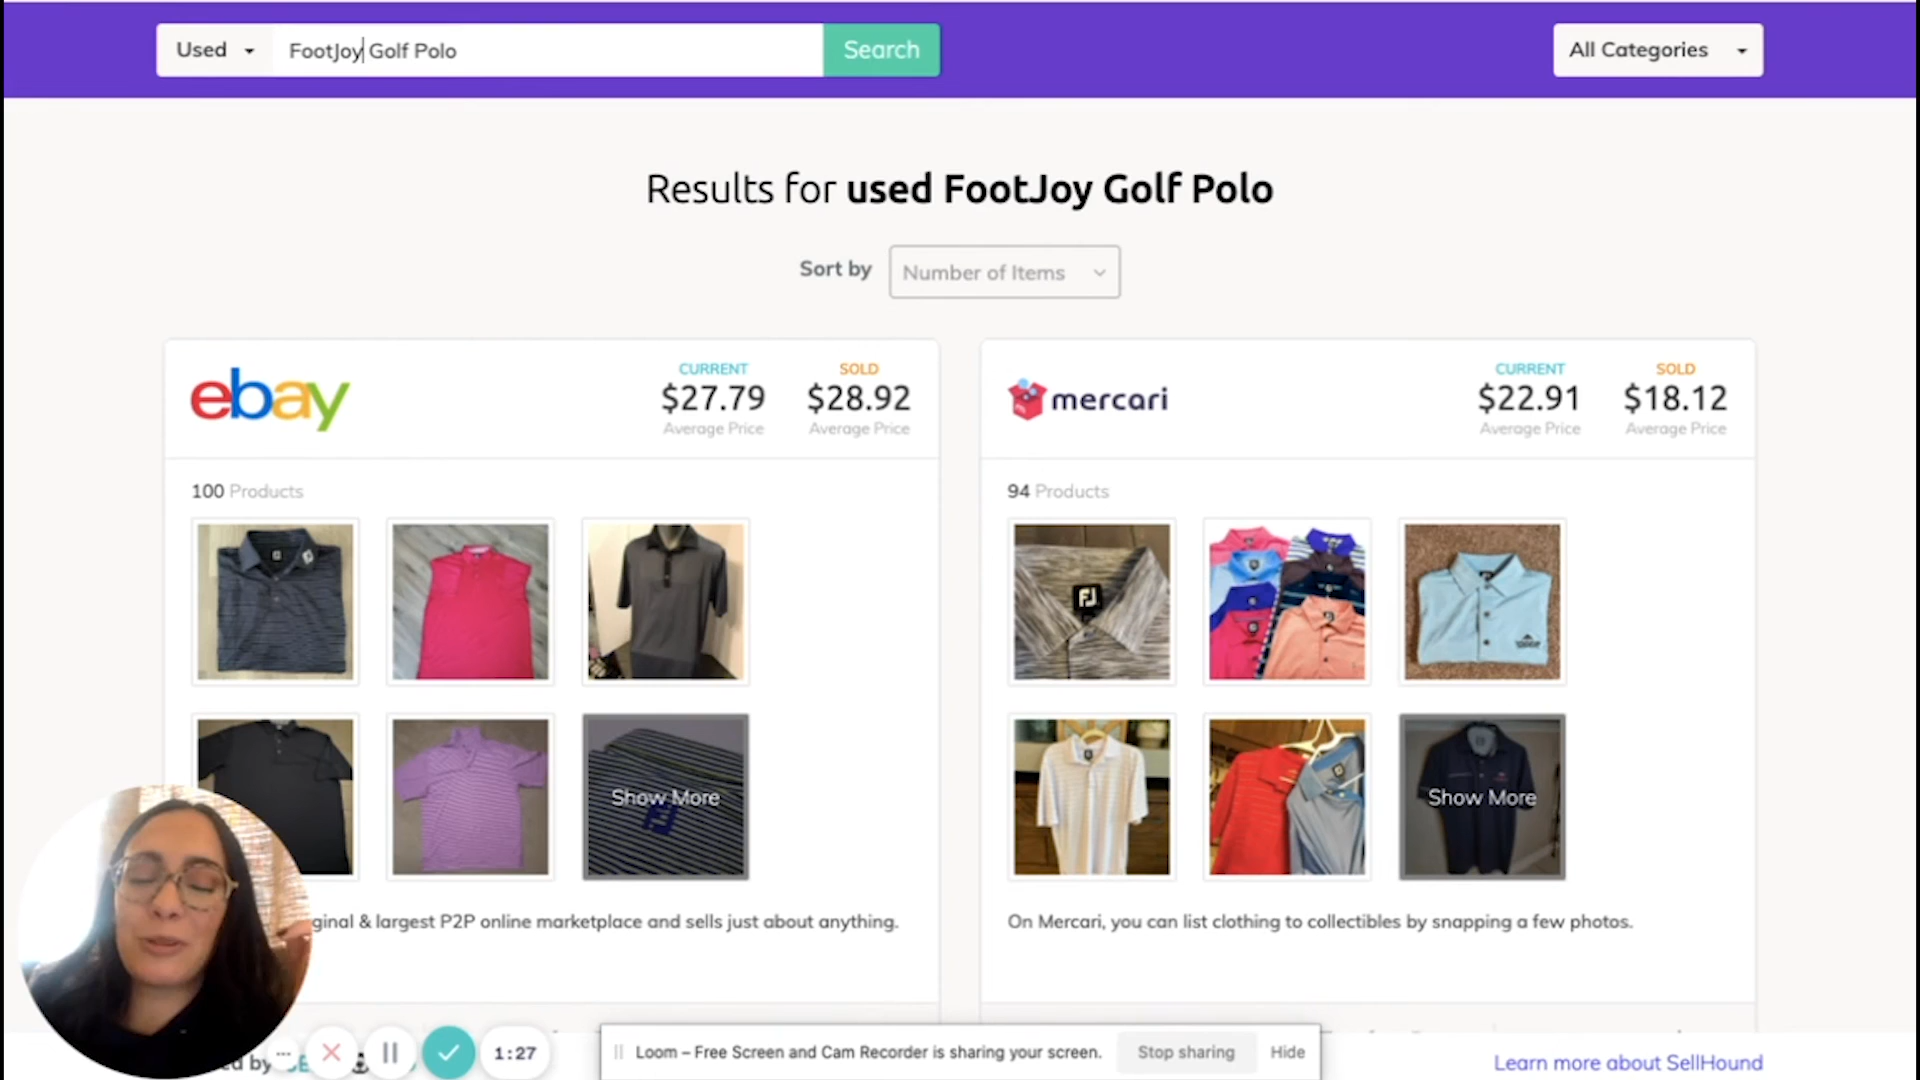 Used
FootJoy Golf Polo
Search
All Categories
Results for used FootJoy Golf Polo
Sort by
Number of Items
ebay
CURRENT
$27.79
Average Price
SOLD
$28.92
Average Price
100 Products
Show More
ginal & largest P2P online marketplace and sells just about anything.
mercari
CURRENT
$22.91
Average Price
SOLD
$18.12
Average Price
94 Products
FJ
Show More
On Mercari, you can list clothing to collectibles by snapping a few photos.
1:27
Loom – Free Screen and Cam Recorder is sharing your screen.
Stop sharing
Hide
d by
Learn more about SellHound